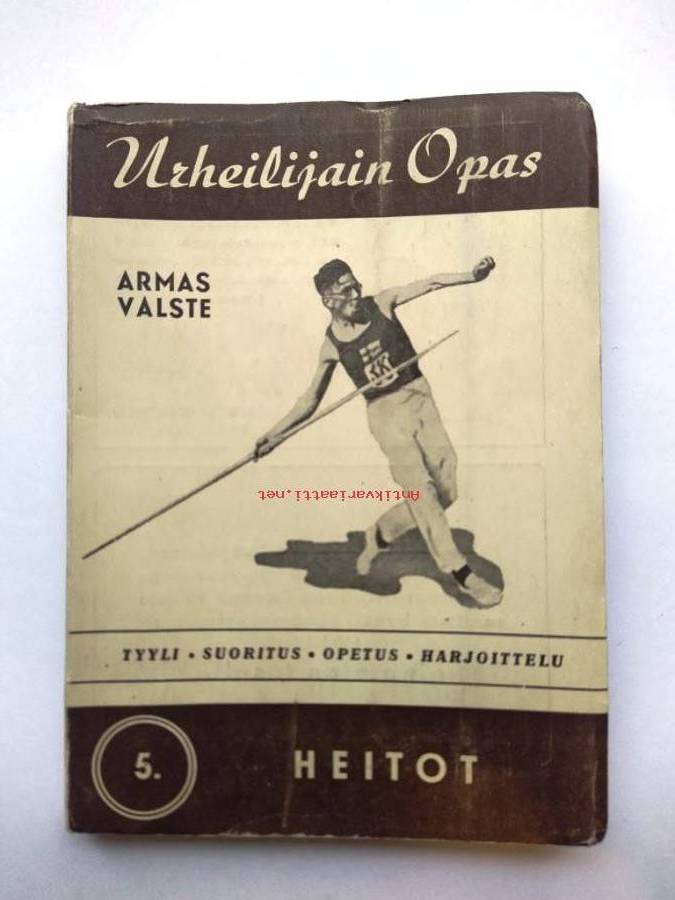 Urheilijain Opas
ARMAS
VALSTE
Antikvariaatti.net
TYYLI • SUORITUS • OPETUS • HARJOITTELU
5.
HEITOT